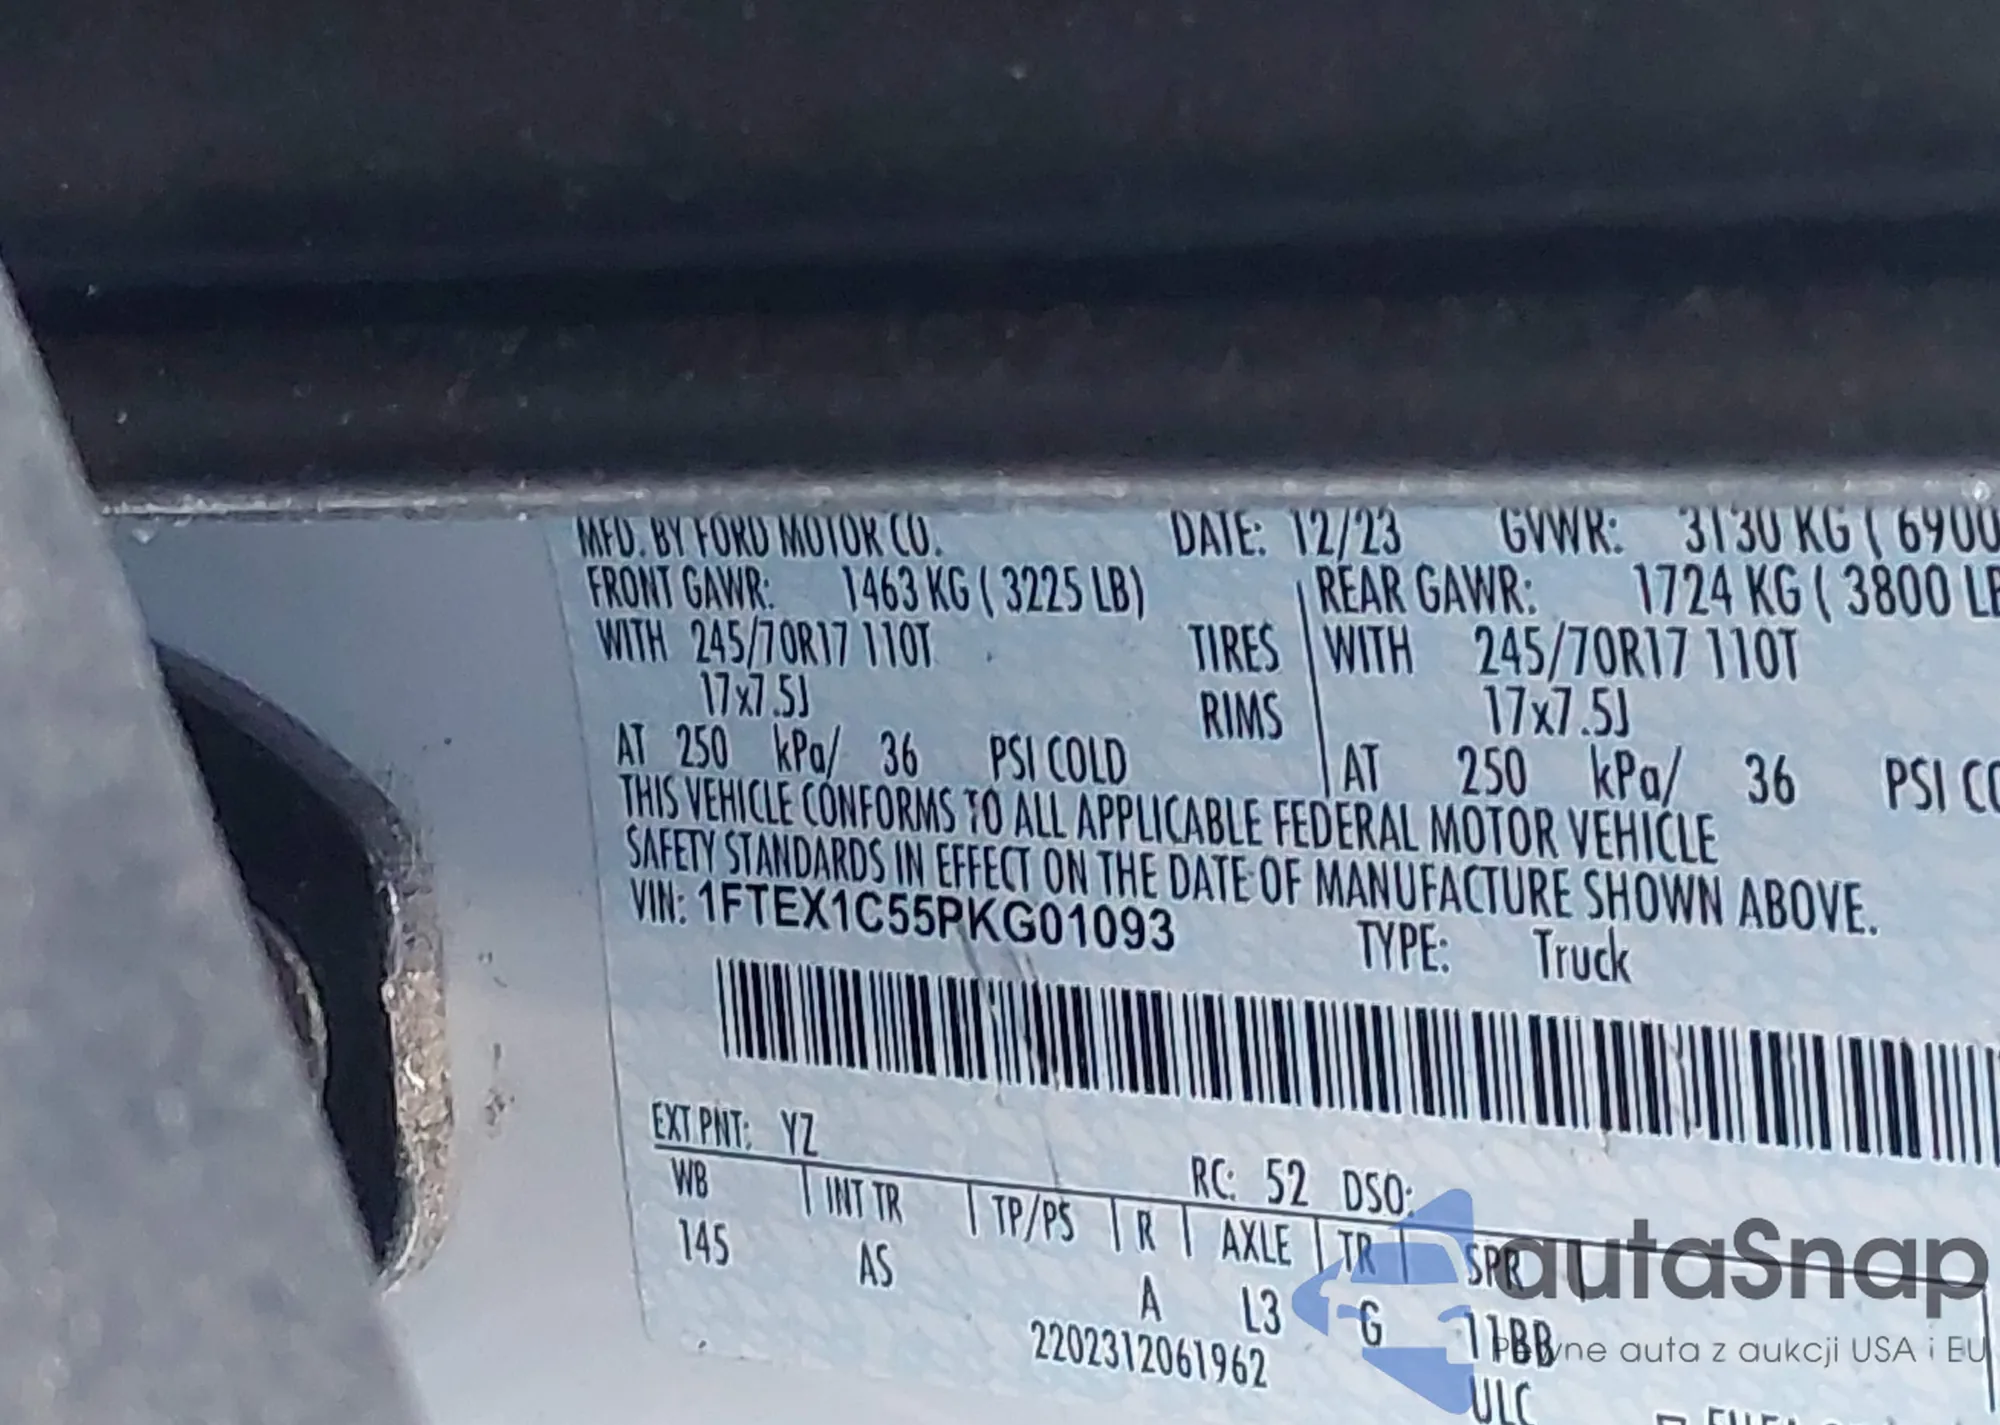 MFD. BY FORD MOTOR CO. DATE: 12/23 GVWR: 3130 KG ( 6900
FRONT GAWR: 1463 KG ( 3225 LB) REAR GAWR: 1724 KG ( 3800 LB
WITH 245/70R17 110T TIRES WITH 245/70R17 110T
17x7.5J RIMS 17x7.5J
AT 250 kPa/ 36 PSI COLD AT 250 kPa/ 36 PSI CO
THIS VEHICLE CONFORMS TO ALL APPLICABLE FEDERAL MOTOR VEHICLE
SAFETY STANDARDS IN EFFECT ON THE DATE OF MANUFACTURE SHOWN ABOVE.
VIN: 1FTEX1C55PKG01093 TYPE: Truck
EXT PNT: YZ RC: 52 DSO:
WB INT TR TP/PS R AXLE TR SPR
145 AS A L3 G 11BB
2202312061962 ULC
autaSnap
Pewne auta z aukcji USA i EU